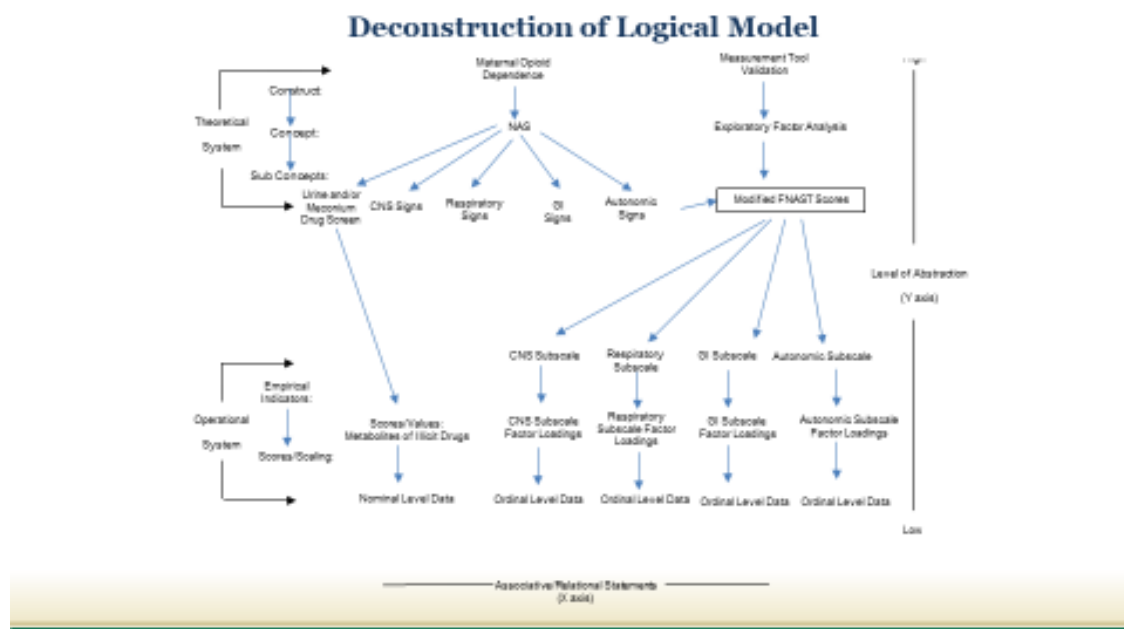 Deconstruction of Logical Model
Maternal Opioid
Dependence
Measurement Tool
Validation
High
Construct
Theoretical
System
Concept:
NAS
Exploratory Factor Analysis
Sub Concepts:
Urine and/or
Meconium
Drug Screen
CNS Signs
Respiratory
Signs
GI
Signs
Autonomic
Signs
Modified FNAST Scores
Level of Abstraction
(Y axis)
CNS Subscale
Respiratory
Subscale
GI Subscale
Autonomic Subscale
Empirical
Indicators:
Operational
System
Scores/Scaling:
Scores/Values:
Metabolites of Illicit Drugs
CNS Subscale
Factor Loadings
Respiratory
Subscale Factor
Loadings
GI Subscale
Factor Loadings
Autonomic Subscale
Factor Loadings
Nominal Level Data
Ordinal Level Data
Ordinal Level Data
Ordinal Level Data
Ordinal Level Data
Low
Associative/Relational Statements
(X axis)